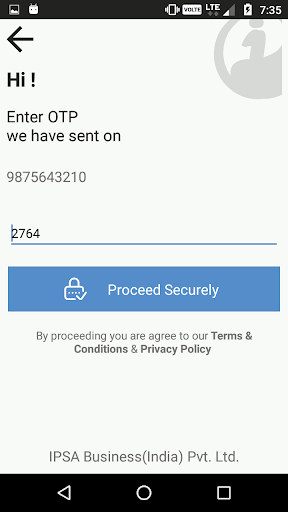 VOLTE LTE 7:35
Hi !
Enter OTP
we have sent on
9875643210
2764
Proceed Securely
By proceeding you are agree to our Terms &
Conditions & Privacy Policy
IPSA Business(India) Pvt. Ltd.